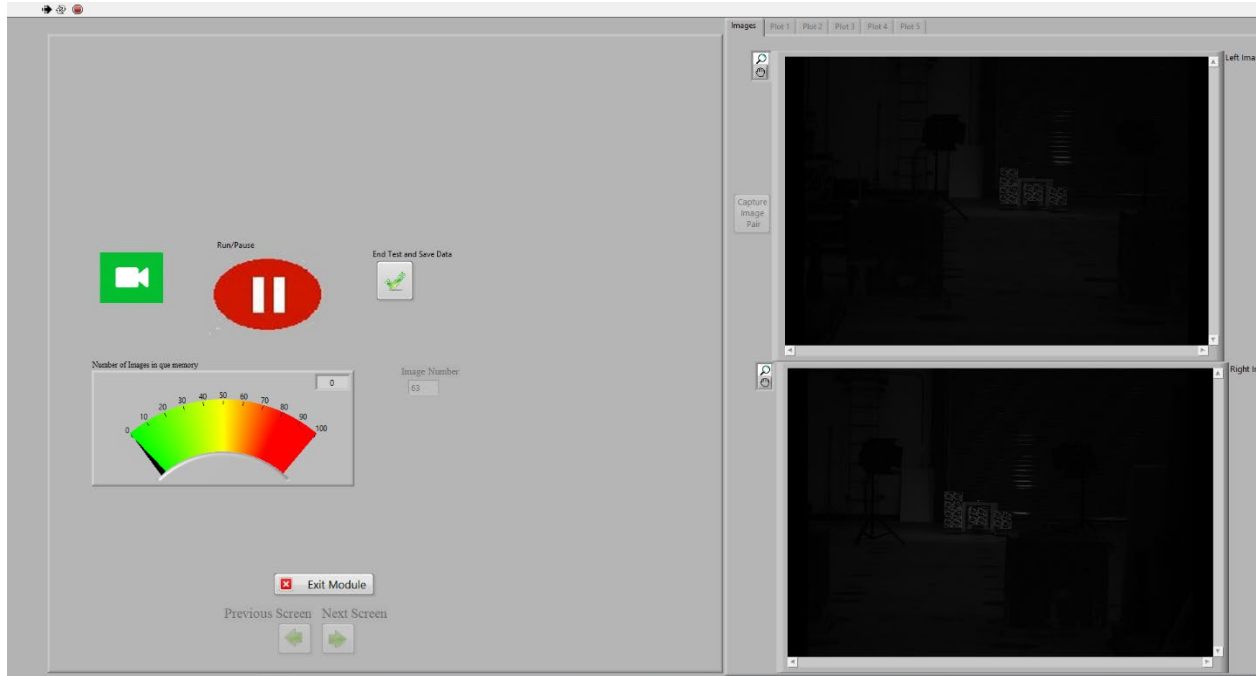 Images Plot 1 Plot 2 Plot 3 Plot 4 Plot 5
Left Ima
Capture
Image
Pair
Run/Pause
End Test and Save Data
Number of Images in que memory
0
0 10 20 30 40 50 60 70 80 90 100
Image Number
63
Right In
Exit Module
Previous Screen Next Screen